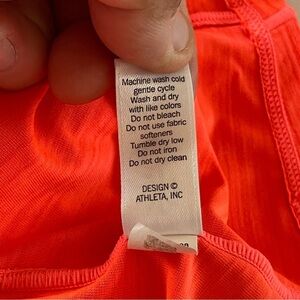 Machine wash cold
gentle cycle
Wash and dry
with like colors
Do not bleach
Do not use fabric
softeners
Tumble dry low
Do not iron
Do not dry clean
DESIGN ©
ATHLETA, INC